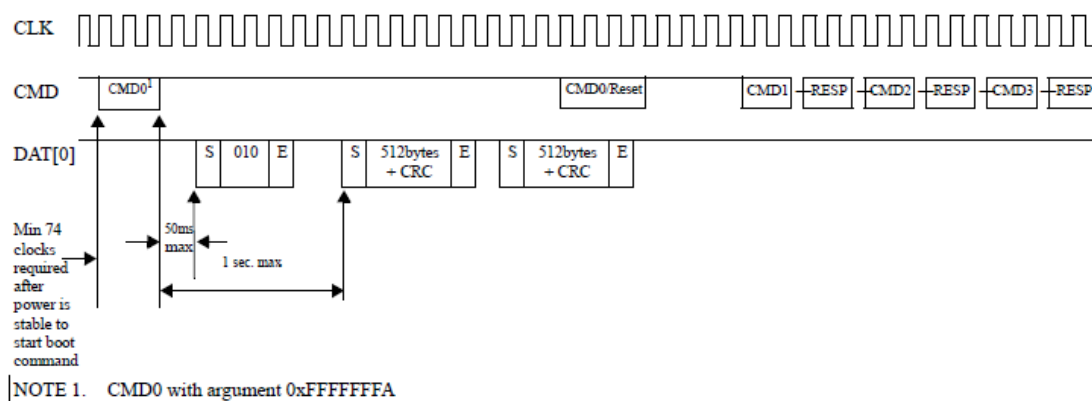 CLK
CMD
CMD0¹
CMD0/Reset
CMD1
RESP
CMD2
RESP
CMD3
RESP
DAT[0]
S
010
E
S
512bytes
+ CRC
E
S
512bytes
+ CRC
E
Min 74
clocks
required
after
power is
stable to
start boot
command
50ms
max
1 sec. max
NOTE 1. CMD0 with argument 0xFFFFFFFA